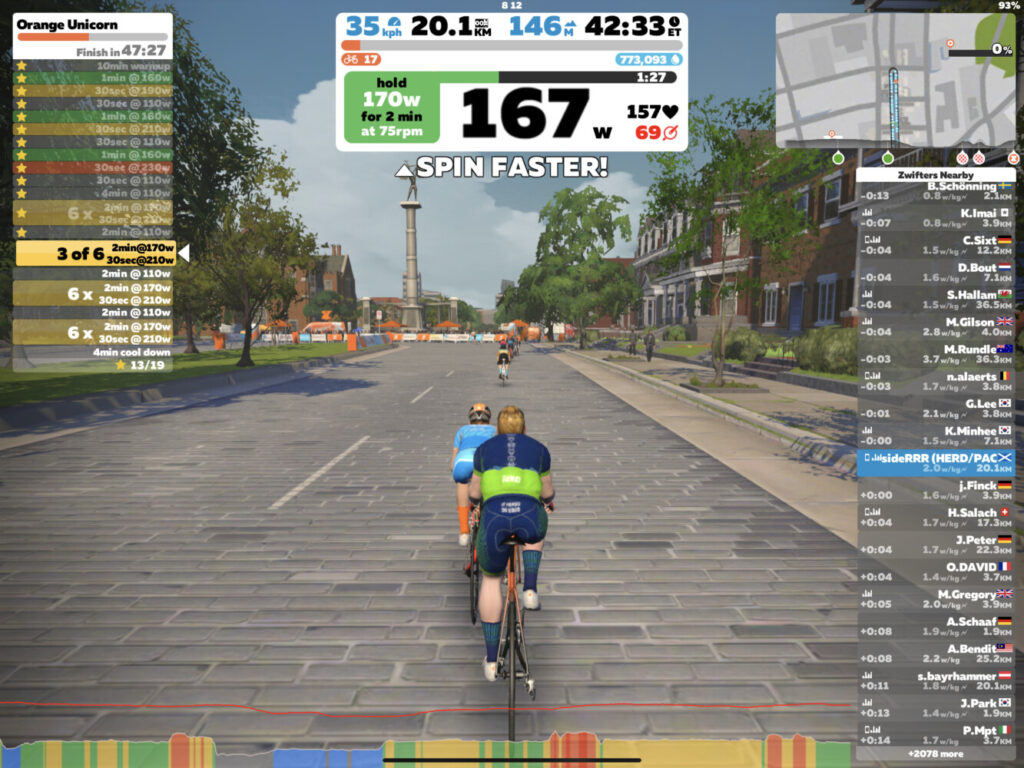 8 12
93%
Orange Unicorn
Finish in 47:27
10min warmup
1min @ 160w
30sec @ 190w
30sec @ 110w
1min @ 160w
30sec @ 210w
30sec @ 110w
1min @ 160w
30sec @ 230w
30sec @ 110w
4min @ 110w
6 x 2min @ 170w
30sec @ 210w
2min @ 110w
3 of 6 2min@170w
30sec@210w
2min @ 110w
6 x 2min @ 170w
30sec @ 210w
2min @ 110w
6 x 2min @ 170w
30sec @ 210w
4min cool down
13/19
35 kph 20.1 KM 146 M 42:33 ET
17
773,093
hold
170w
for 2 min
at 75rpm
1:27
167 w
157
69
SPIN FASTER!
0%
Zwifters Nearby
B.Schönning
-0:13 0.8w/kg 2.1KM
K.Imai
-0:07 0.8w/kg 3.9KM
C.Sixt
-0:04 1.5w/kg 12.2KM
D.Bout
-0:04 1.6w/kg 7.1KM
S.Hallam
-0:04 1.5w/kg 36.5KM
M.Gilson
-0:04 2.8w/kg 4.0KM
M.Rundle
-0:03 3.7w/kg 36.3KM
n.alaerts
-0:03 1.7w/kg 3.8KM
G.Lee
-0:01 2.1w/kg 3.8KM
K.Minhee
-0:00 1.5w/kg 7.1KM
sideRRR (HERD/PAC
2.0w/kg 20.1KM
j.Finck
+0:00 1.6w/kg 3.9KM
H.Salach
+0:04 1.7w/kg 17.3KM
J.Peter
+0:04 1.7w/kg 22.3KM
O.DAVID
+0:04 1.4w/kg 3.7KM
M.Gregory
+0:05 2.0w/kg 3.9KM
A.Schaaf
+0:08 1.9w/kg 1.9KM
A.Bendit
+0:08 2.2w/kg 25.2KM
s.bayrhammer
+0:11 1.8w/kg 20.1KM
J.Park
+0:13 1.4w/kg 1.9KM
P.Mpt
+0:14 1.7w/kg 3.7KM
+2078 more
HERD